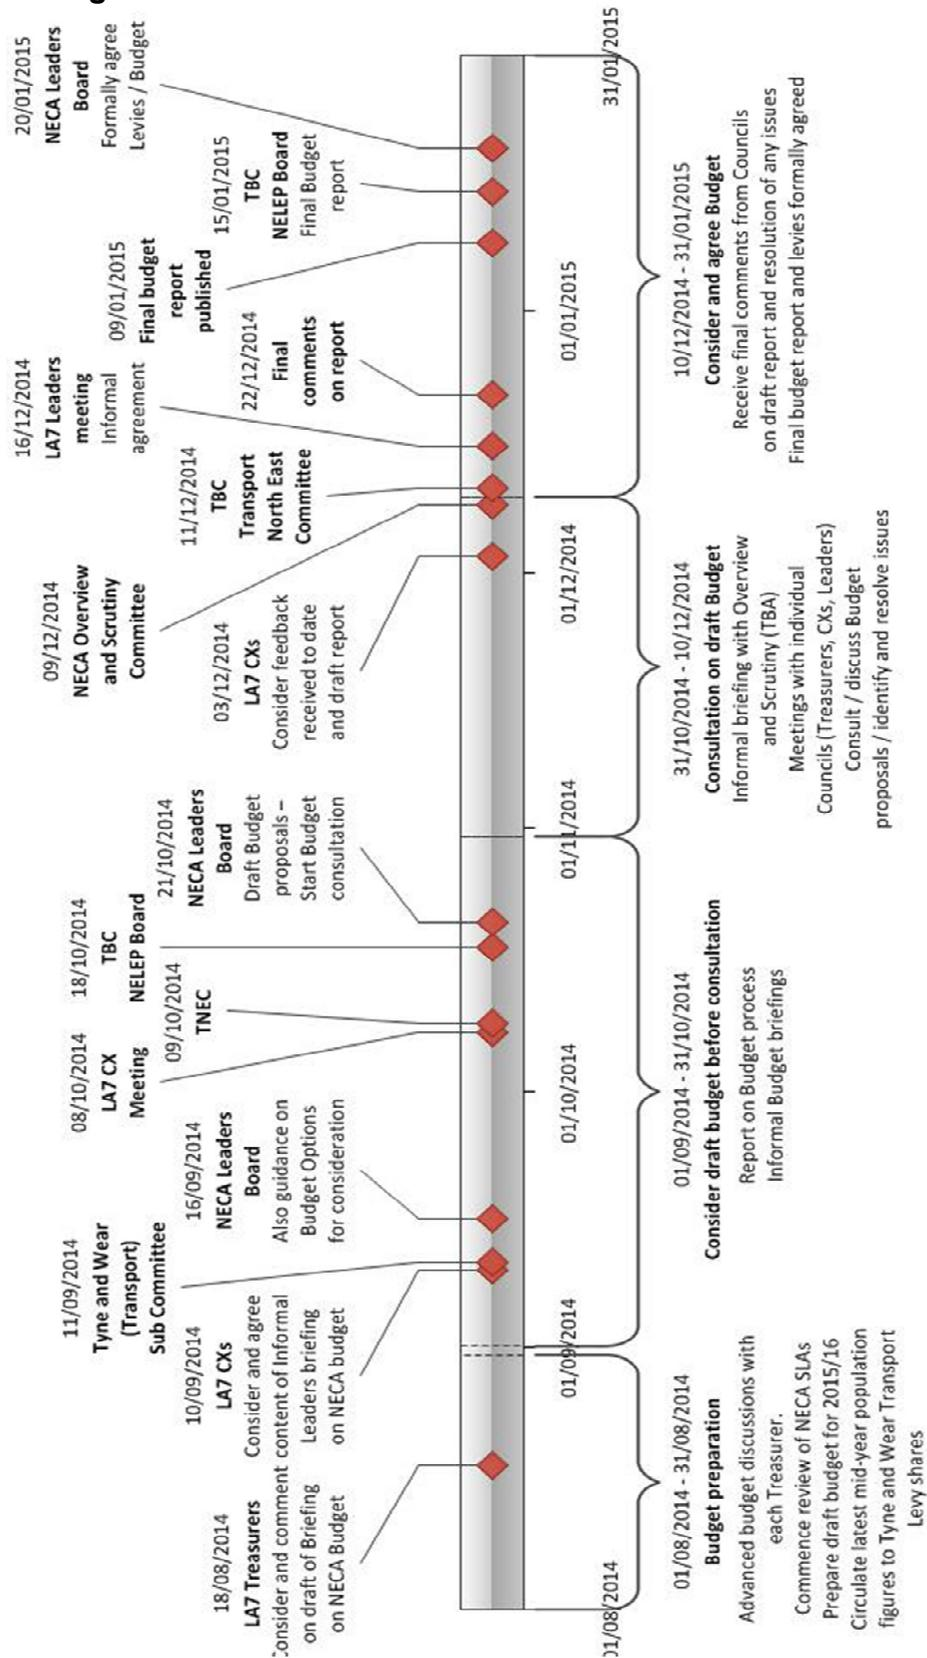 18/08/2014
LA7 Treasurers
Consider and comment
on draft of Briefing
on NECA Budget
10/09/2014
LA7 CXs
Consider and agree
content of Informal
Leaders briefing
on NECA budget
11/09/2014
Tyne and Wear
(Transport)
Sub Committee
16/09/2014
NECA Leaders
Board
Also guidance on
Budget Options
for consideration
08/10/2014
LA7 CX
Meeting
09/10/2014
TNEC
18/10/2014
TBC
NELEP Board
21/10/2014
NECA Leaders
Board
Draft Budget
proposals –
Start Budget
consultation
03/12/2014
LA7 CXs
Consider feedback
received to date
and draft report
09/12/2014
NECA Overview
and Scrutiny
Committee
11/12/2014
TBC
Transport
North East
Committee
16/12/2014
LA7 Leaders
meeting
Informal
agreement
22/12/2014
Final
comments
on report
09/01/2015
Final budget
report
published
15/01/2015
TBC
NELEP Board
Final Budget
report
20/01/2015
NECA Leaders
Board
Formally agree
Levies / Budget
01/08/2014
01/09/2014
01/10/2014
01/11/2014
01/12/2014
01/01/2015
31/01/2015
01/08/2014 - 31/08/2014
Budget preparation
Advanced budget discussions with
each Treasurer.
Commence review of NECA SLAs
Prepare draft budget for 2015/16
Circulate latest mid-year population
figures to Tyne and Wear Transport
Levy shares
01/09/2014 - 31/10/2014
Consider draft budget before consultation
Report on Budget process
Informal Budget briefings
31/10/2014 - 10/12/2014
Consultation on draft Budget
Informal briefing with Overview
and Scrutiny (TBA)
Meetings with individual
Councils (Treasurers, CXs, Leaders)
Consult / discuss Budget
proposals / identify and resolve issues
10/12/2014 - 31/01/2015
Consider and agree Budget
Receive final comments from Councils
on draft report and resolution of any issues
Final budget report and levies formally agreed